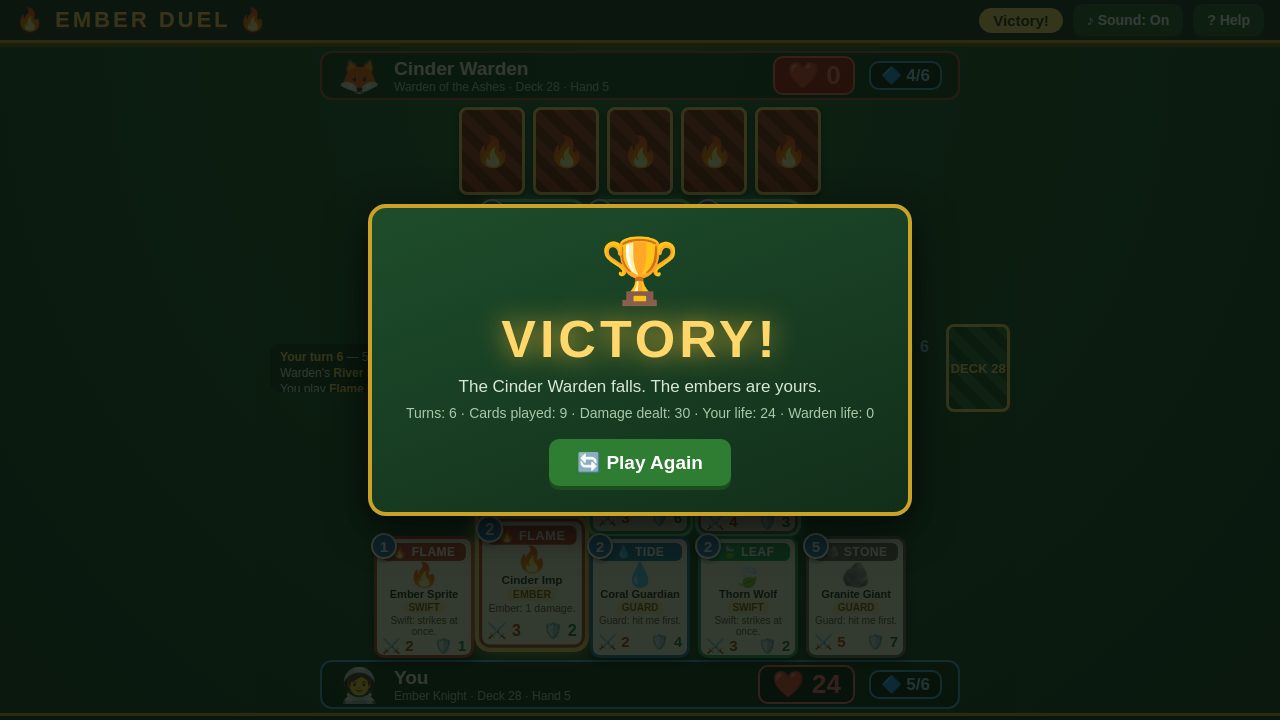 EMBER DUEL
Victory!
♪ Sound: On
? Help
Cinder Warden
Warden of the Ashes · Deck 28 · Hand 5
0
4/6
VICTORY!
The Cinder Warden falls. The embers are yours.
Turns: 6 · Cards played: 9 · Damage dealt: 30 · Your life: 24 · Warden life: 0
Play Again
Your turn 6 — 5
Warden's River
You play Flame
6
DECK 28
3 6
4 3
1 FLAME
Ember Sprite
SWIFT
Swift: strikes at once.
2 1
2 FLAME
Cinder Imp
EMBER
Ember: 1 damage.
3 2
2 TIDE
Coral Guardian
GUARD
Guard: hit me first.
2 4
2 LEAF
Thorn Wolf
SWIFT
Swift: strikes at once.
3 2
5 STONE
Granite Giant
GUARD
Guard: hit me first.
5 7
You
Ember Knight · Deck 28 · Hand 5
24
5/6